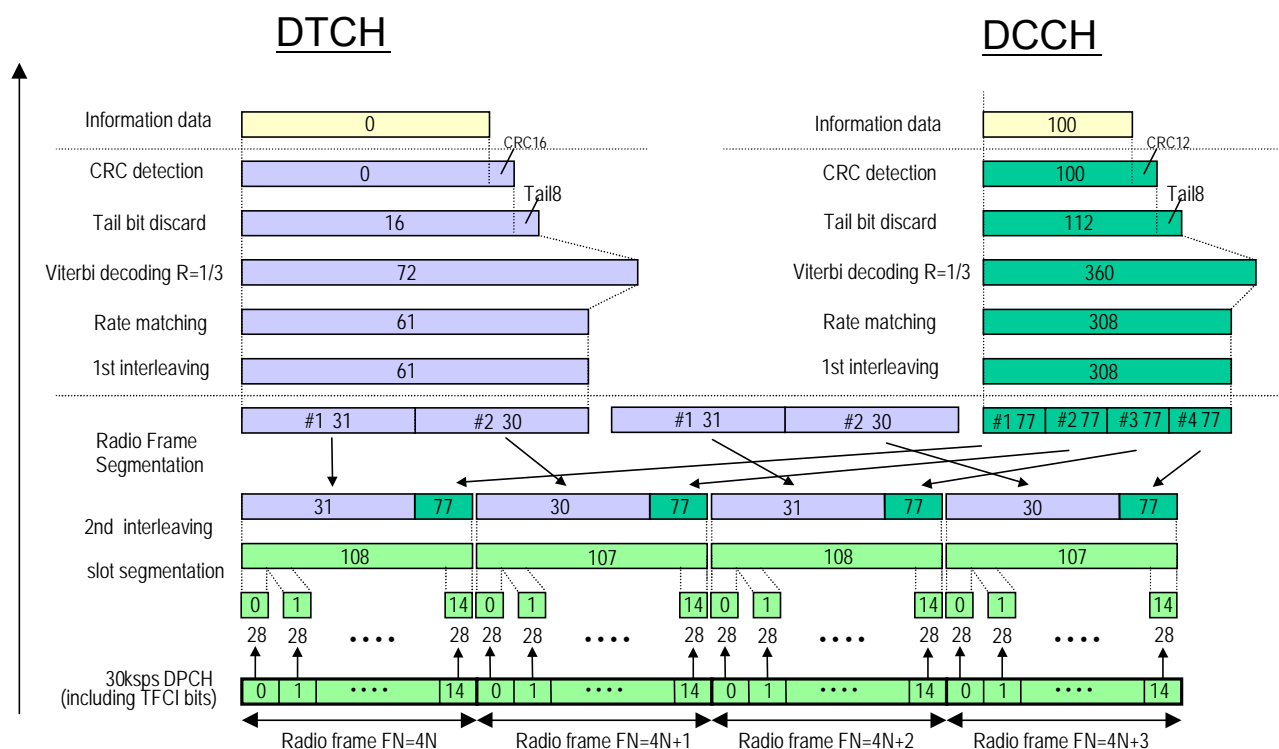 DTCH
DCCH
Information data
0
Information data
100
CRC16
CRC12
CRC detection
0
CRC detection
100
Tail8
Tail8
Tail bit discard
16
Tail bit discard
112
Viterbi decoding R=1/3
72
Viterbi decoding R=1/3
360
Rate matching
61
Rate matching
308
1st interleaving
61
1st interleaving
308
Radio Frame
Segmentation
#1 31
#2 30
#1 31
#2 30
#1 77
#2 77
#3 77
#4 77
2nd interleaving
31
77
30
77
31
77
30
77
slot segmentation
108
107
108
107
0
1
14
0
1
14
0
1
14
0
1
14
28
28
••••
28
28
28
••••
28
28
28
••••
28
28
28
••••
28
30ksps DPCH
(including TFCI bits)
0
1
••••
14
0
1
••••
14
0
1
••••
14
0
1
••••
14
Radio frame FN=4N
Radio frame FN=4N+1
Radio frame FN=4N+2
Radio frame FN=4N+3